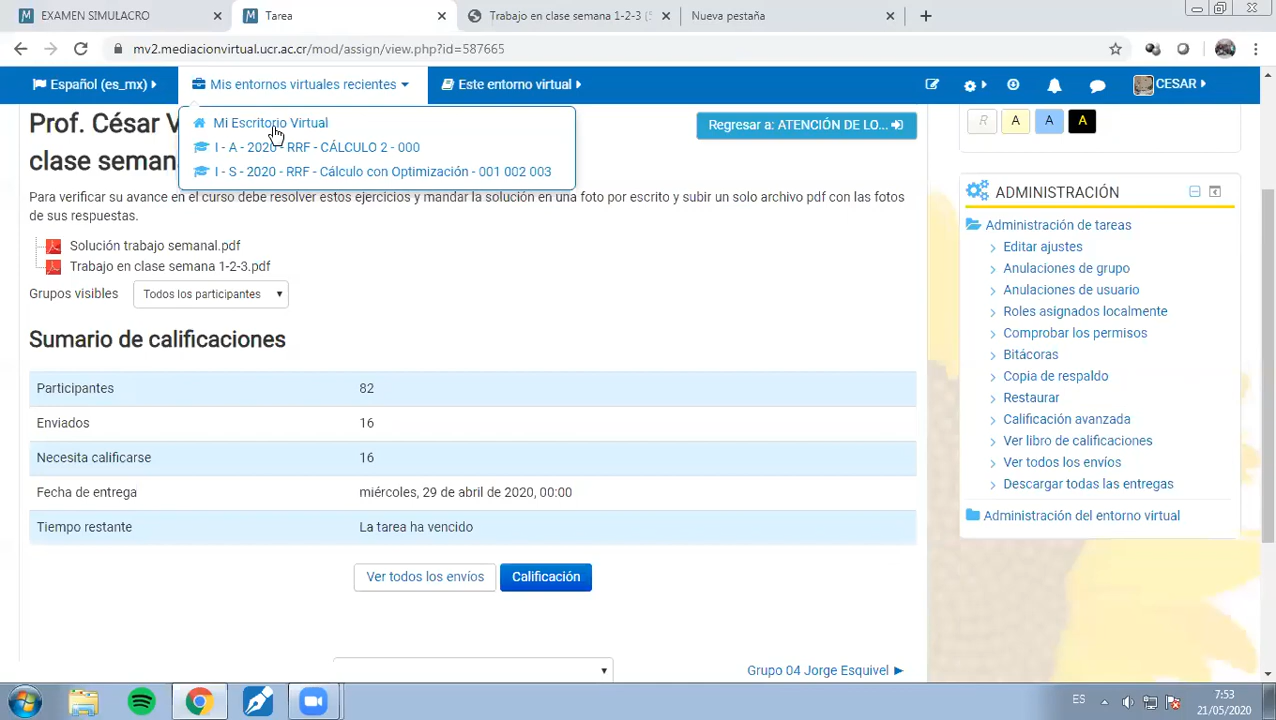 EXAMEN SIMULACRO
Tarea
Trabajo en clase semana 1-2-3 (5
Nueva pestaña
mv2.mediacionvirtual.ucr.ac.cr/mod/assign/view.php?id=587665
Español (es_mx)
Mis entornos virtuales recientes
Este entorno virtual
CESAR
Mi Escritorio Virtual
I - A - 2020 - RRF - CÁLCULO 2 - 000
I - S - 2020 - RRF - Cálculo con Optimización - 001 002 003
Prof. César V
clase seman
Regresar a: ATENCIÓN DE LO...
R A A A
Para verificar su avance en el curso debe resolver estos ejercicios y mandar la solución en una foto por escrito y subir un solo archivo pdf con las fotos
de sus respuestas.
Solución trabajo semanal.pdf
Trabajo en clase semana 1-2-3.pdf
Grupos visibles
Todos los participantes
Sumario de calificaciones
Participantes 82
Enviados 16
Necesita calificarse 16
Fecha de entrega miércoles, 29 de abril de 2020, 00:00
Tiempo restante La tarea ha vencido
Ver todos los envíos
Calificación
Grupo 04 Jorge Esquivel
ADMINISTRACIÓN
Administración de tareas
Editar ajustes
Anulaciones de grupo
Anulaciones de usuario
Roles asignados localmente
Comprobar los permisos
Bitácoras
Copia de respaldo
Restaurar
Calificación avanzada
Ver libro de calificaciones
Ver todos los envíos
Descargar todas las entregas
Administración del entorno virtual
ES
7:53
21/05/2020